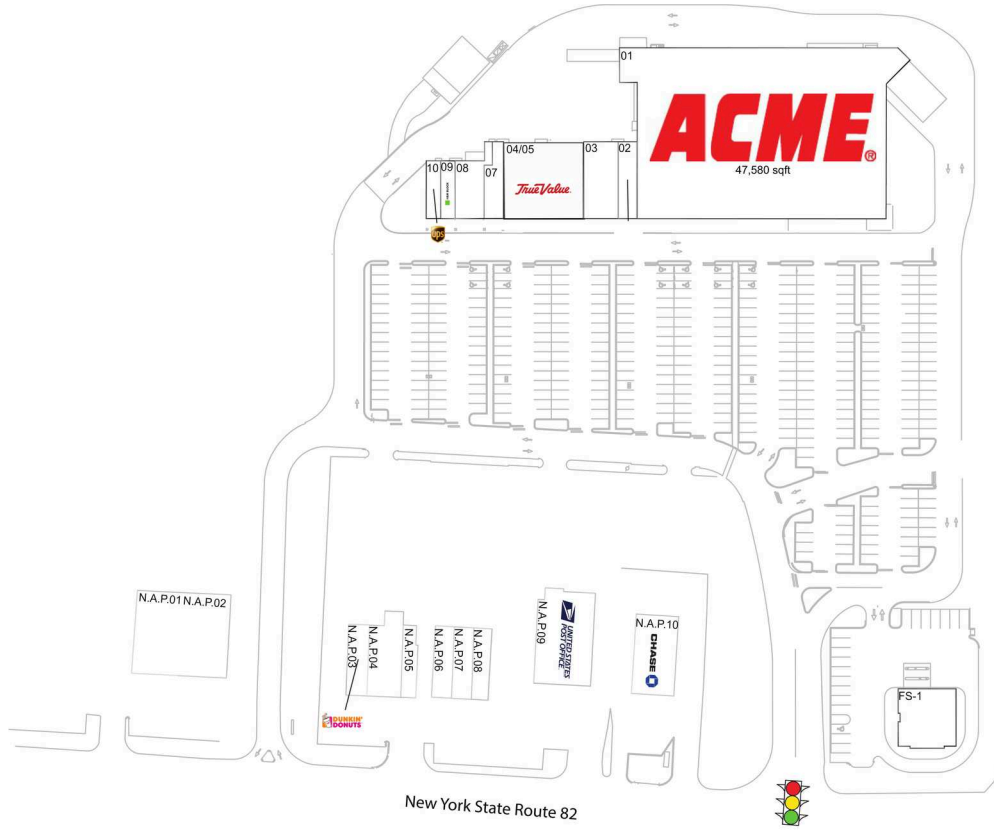 01
ACME®
47,580 sqft
04/05
03
02
True Value
10
09
08
07
ups
N.A.P.01
N.A.P.02
N.A.P.03
N.A.P.04
N.A.P.05
N.A.P.06
N.A.P.07
N.A.P.08
N.A.P.09
UNITED STATES
POST OFFICE
N.A.P.10
CHASE
FS-1
DUNKIN'
DONUTS
New York State Route 82